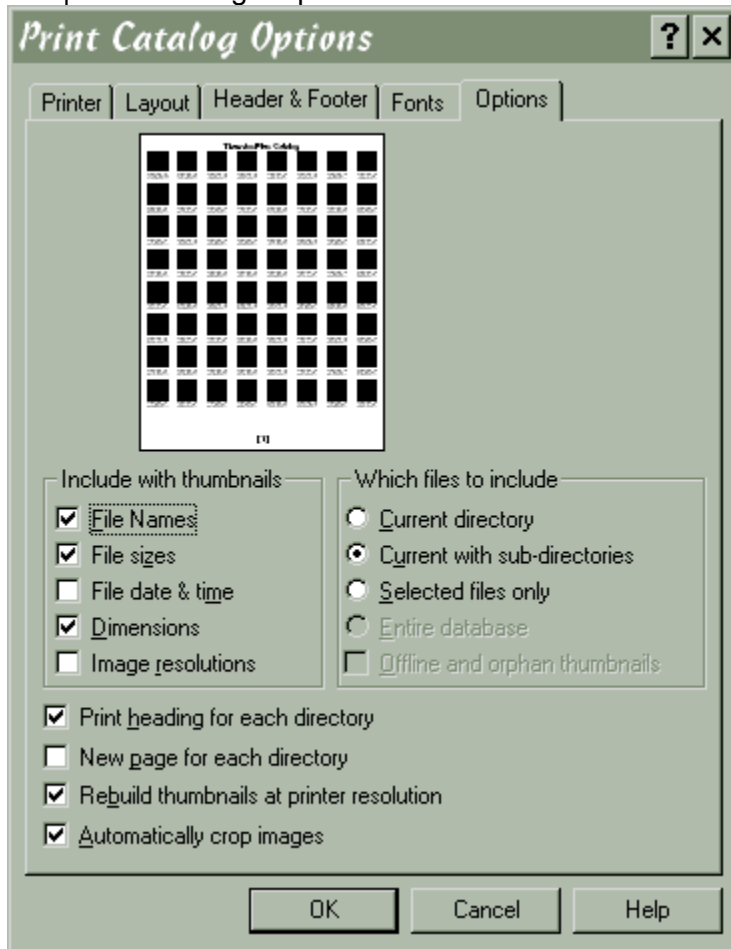 Print Catalog Options
Printer Layout Header & Footer Fonts Options
ThumbsPlus Catalog
[1]
Include with thumbnails
File Names
File sizes
File date & time
Dimensions
Image resolutions
Which files to include
Current directory
Current with sub-directories
Selected files only
Entire database
Offline and orphan thumbnails
Print heading for each directory
New page for each directory
Rebuild thumbnails at printer resolution
Automatically crop images
OK Cancel Help